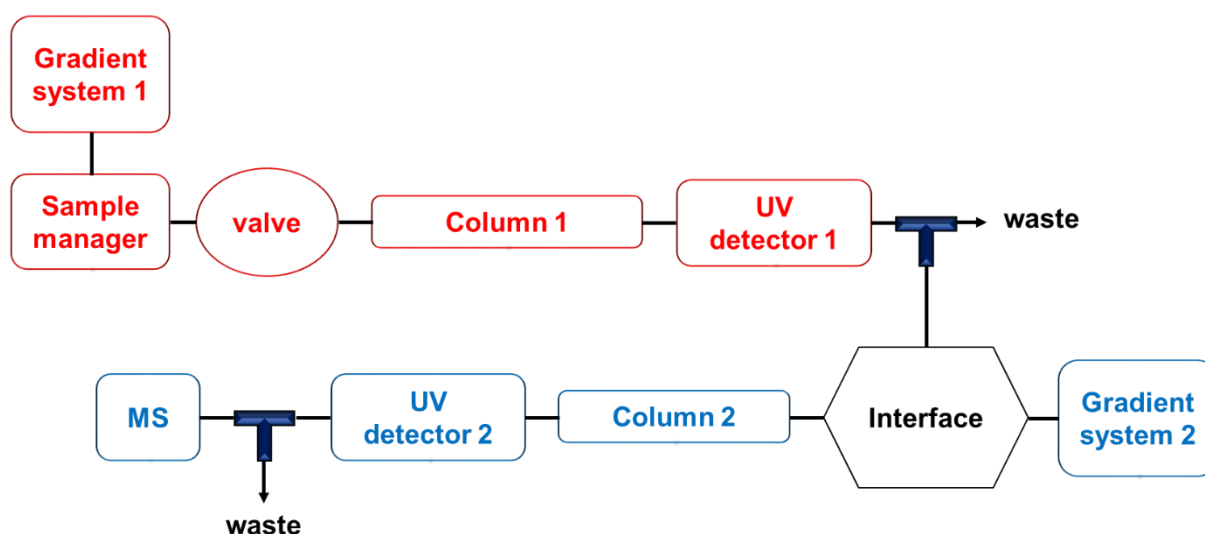 Gradient
system 1
Sample
manager
valve
Column 1
UV
detector 1
waste
MS
UV
detector 2
Column 2
Interface
Gradient
system 2
waste